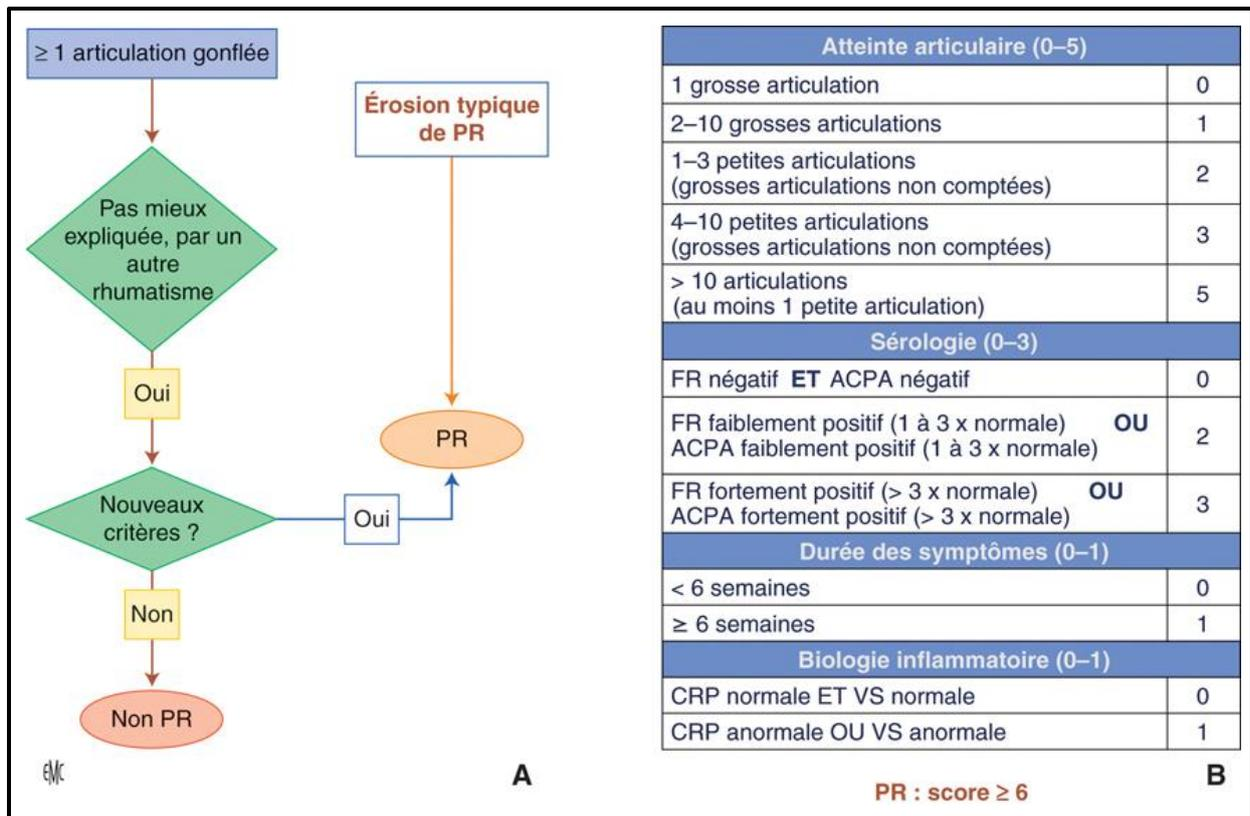 ≥ 1 articulation gonflée
Pas mieux
expliquée, par un
autre
rhumatisme
Oui
Nouveaux
critères ?
Oui
Non
Non PR
Érosion typique
de PR
PR
EMC
A
Atteinte articulaire (0–5)
1 grosse articulation 0
2–10 grosses articulations 1
1–3 petites articulations
(grosses articulations non comptées) 2
4–10 petites articulations
(grosses articulations non comptées) 3
> 10 articulations
(au moins 1 petite articulation) 5
Sérologie (0–3)
FR négatif ET ACPA négatif 0
FR faiblement positif (1 à 3 x normale) OU
ACPA faiblement positif (1 à 3 x normale) 2
FR fortement positif (> 3 x normale) OU
ACPA fortement positif (> 3 x normale) 3
Durée des symptômes (0–1)
< 6 semaines 0
≥ 6 semaines 1
Biologie inflammatoire (0–1)
CRP normale ET VS normale 0
CRP anormale OU VS anormale 1
B
PR : score ≥ 6